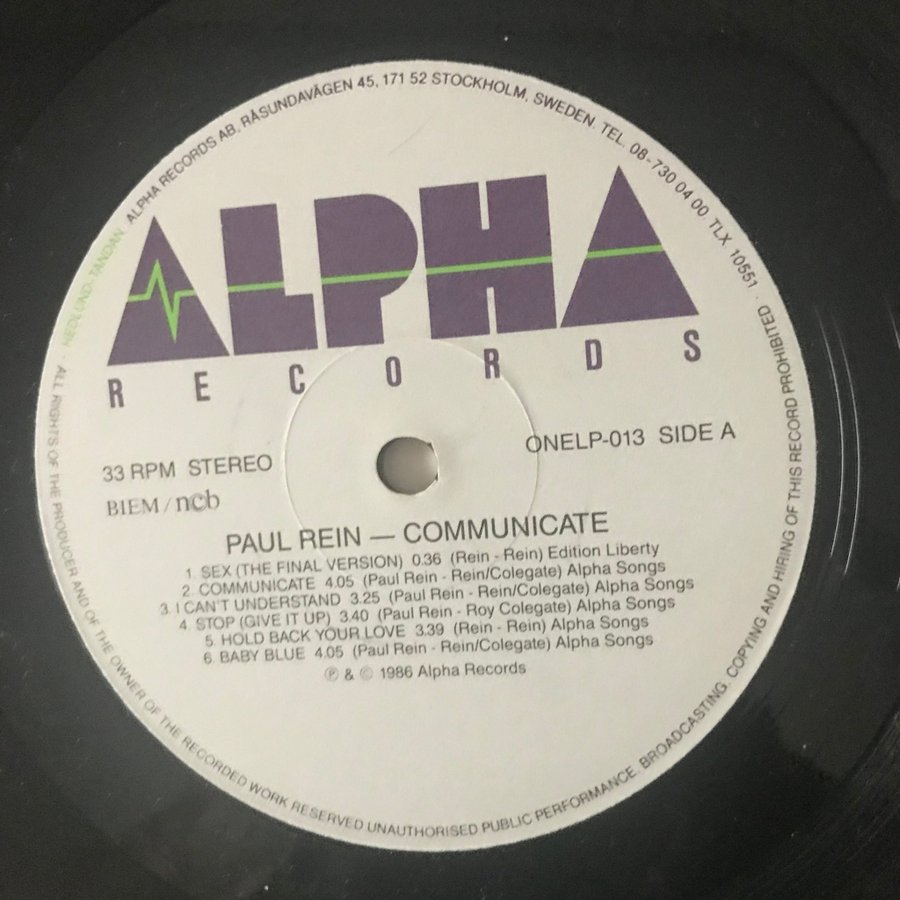 HEDLUND-TANDAN ALPHA RECORDS AB, RÅSUNDAVÄGEN 45, 171 52 STOCKHOLM, SWEDEN. TEL. 08-730 04 00. TLX. 10551 ·
ALPHA
RECORDS
33 RPM STEREO
BIEM/ncb
ONELP-013 SIDE A
PAUL REIN — COMMUNICATE
1. SEX (THE FINAL VERSION) 0.36 (Rein - Rein) Edition Liberty
2. COMMUNICATE 4.05 (Paul Rein - Rein/Colegate) Alpha Songs
3. I CAN'T UNDERSTAND 3.25 (Paul Rein - Rein/Colegate) Alpha Songs
4. STOP (GIVE IT UP) 3.40 (Paul Rein - Roy Colegate) Alpha Songs
5. HOLD BACK YOUR LOVE 3.39 (Rein - Rein) Alpha Songs
6. BABY BLUE 4.05 (Paul Rein - Rein/Colegate) Alpha Songs
℗ & © 1986 Alpha Records
· ALL RIGHTS OF THE PRODUCER AND OF THE OWNER OF THE RECORDED WORK RESERVED UNAUTHORISED PUBLIC PERFORMANCE. BROADCASTING. COPYING AND HIRING OF THIS RECORD PROHIBITED